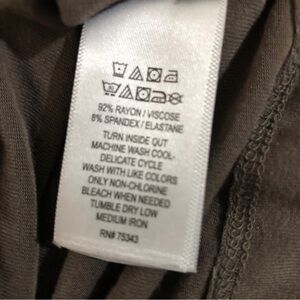 92% RAYON / VISCOSE
8% SPANDEX / ELASTANE
TURN INSIDE OUT
MACHINE WASH COOL-
DELICATE CYCLE
WASH WITH LIKE COLORS
ONLY NON-CHLORINE
BLEACH WHEN NEEDED
TUMBLE DRY LOW
MEDIUM IRON
RN# 75343